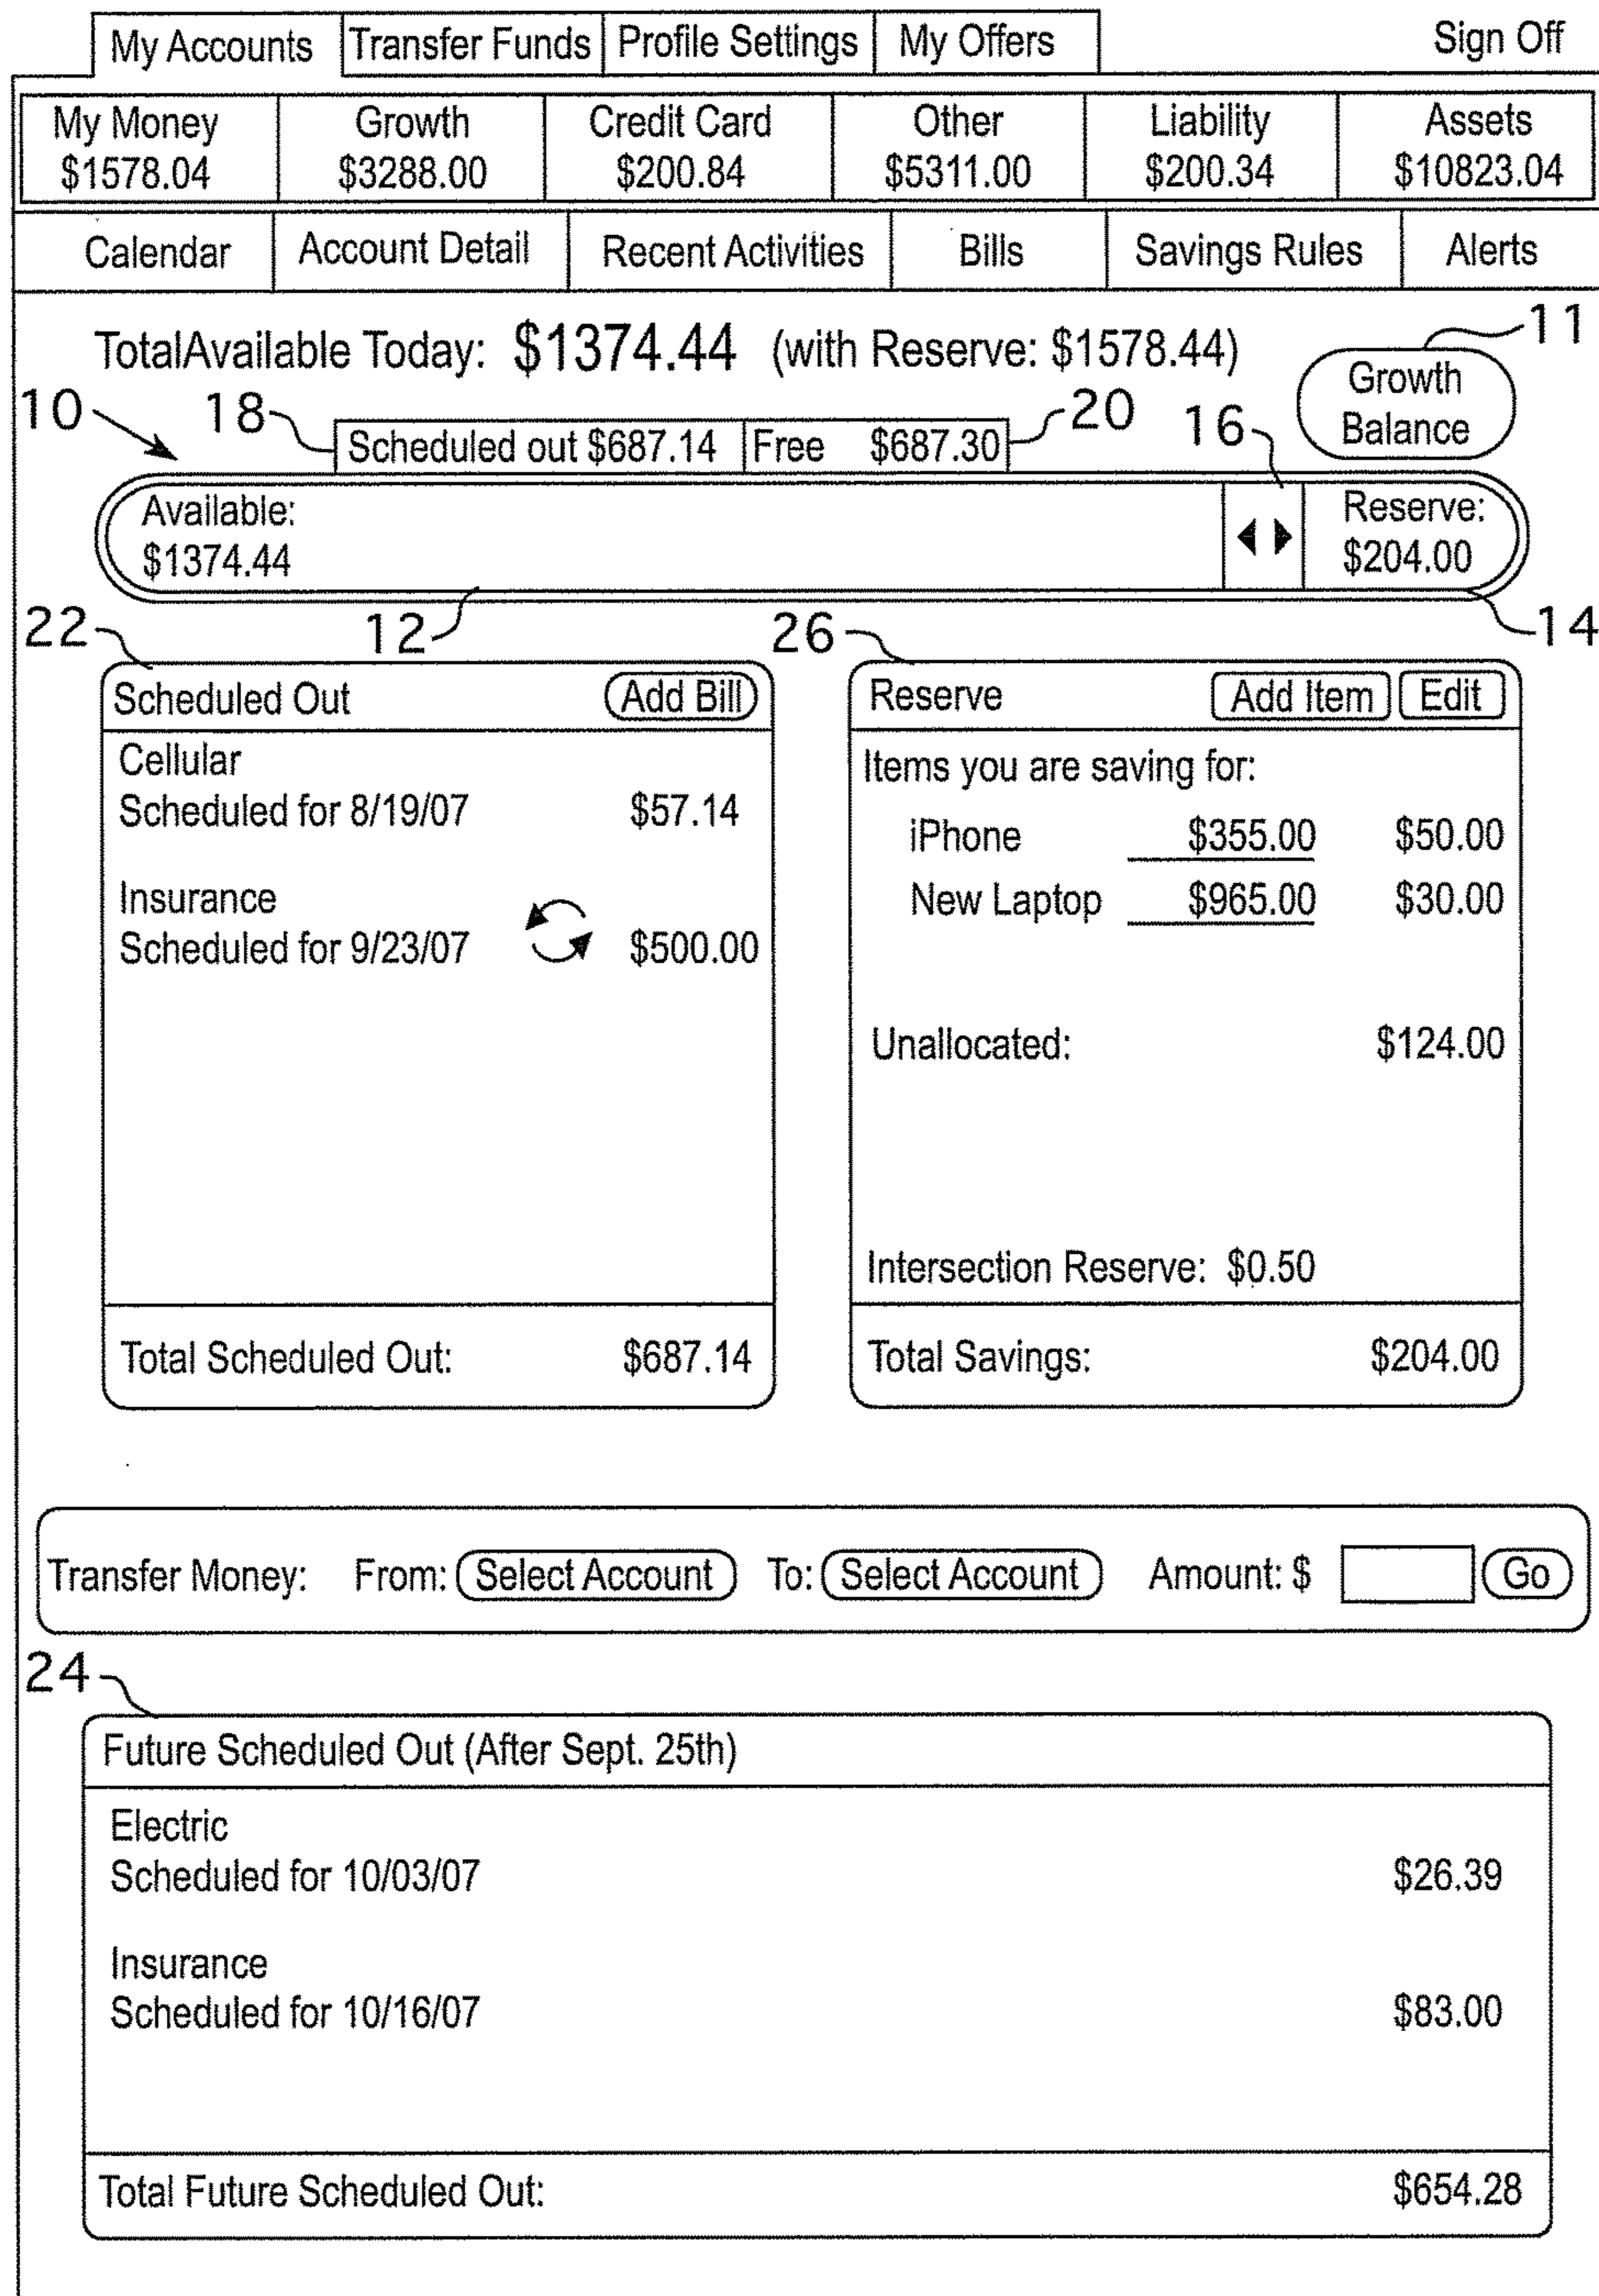 My Accounts Transfer Funds Profile Settings My Offers Sign Off
My Money Growth Credit Card Other Liability Assets
$1578.04 $3288.00 $200.84 $5311.00 $200.34 $10823.04
Calendar Account Detail Recent Activities Bills Savings Rules Alerts
TotalAvailable Today: $1374.44 (with Reserve: $1578.44)
11
Growth
Balance
10 18 Scheduled out $687.14 Free $687.30 20 16
Available: Reserve:
$1374.44 $204.00
22 12 26 14
Scheduled Out Add Bill
Cellular
Scheduled for 8/19/07 $57.14
Insurance
Scheduled for 9/23/07 $500.00
Total Scheduled Out: $687.14
Reserve Add Item Edit
Items you are saving for:
iPhone $355.00 $50.00
New Laptop $965.00 $30.00
Unallocated: $124.00
Intersection Reserve: $0.50
Total Savings: $204.00
Transfer Money: From: Select Account To: Select Account Amount: $ Go
24
Future Scheduled Out (After Sept. 25th)
Electric
Scheduled for 10/03/07 $26.39
Insurance
Scheduled for 10/16/07 $83.00
Total Future Scheduled Out: $654.28